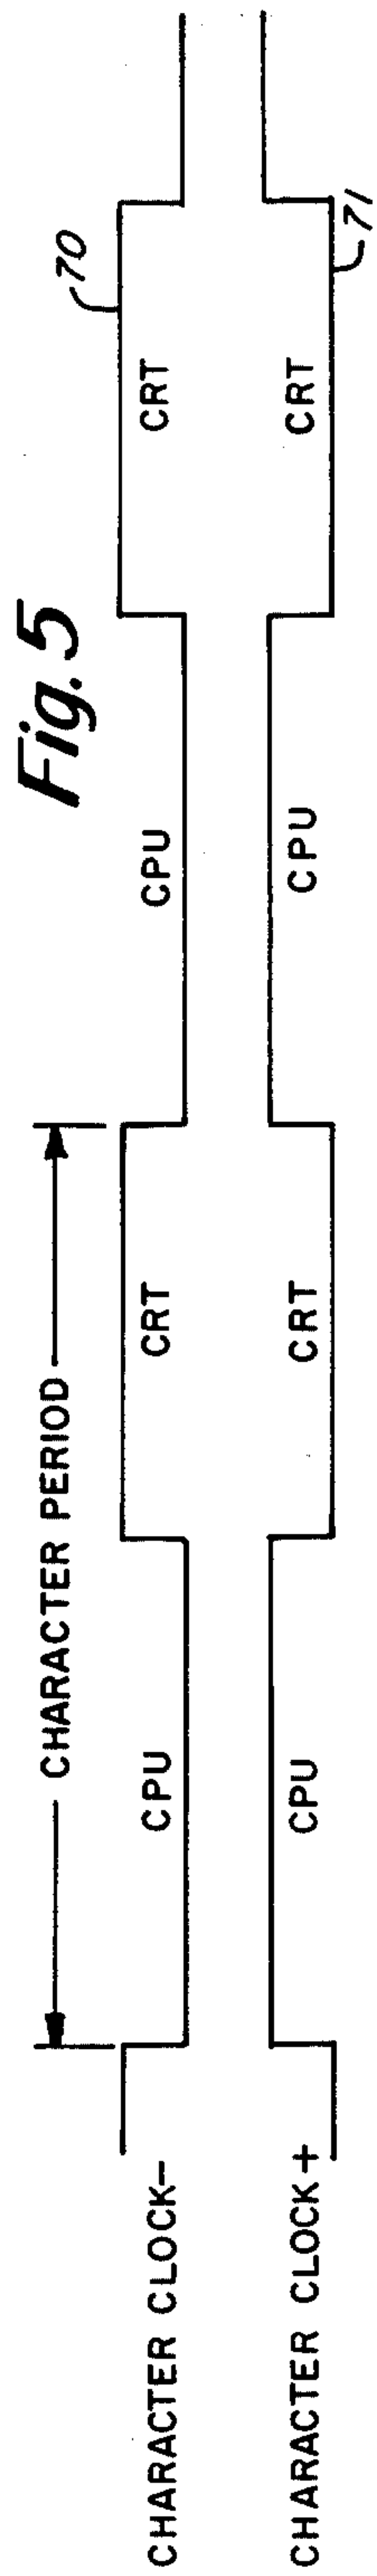 Fig. 5
CHARACTER PERIOD
CHARACTER CLOCK-
CPU
CRT
CPU
CRT
70
CHARACTER CLOCK+
CPU
CRT
CPU
CRT
71